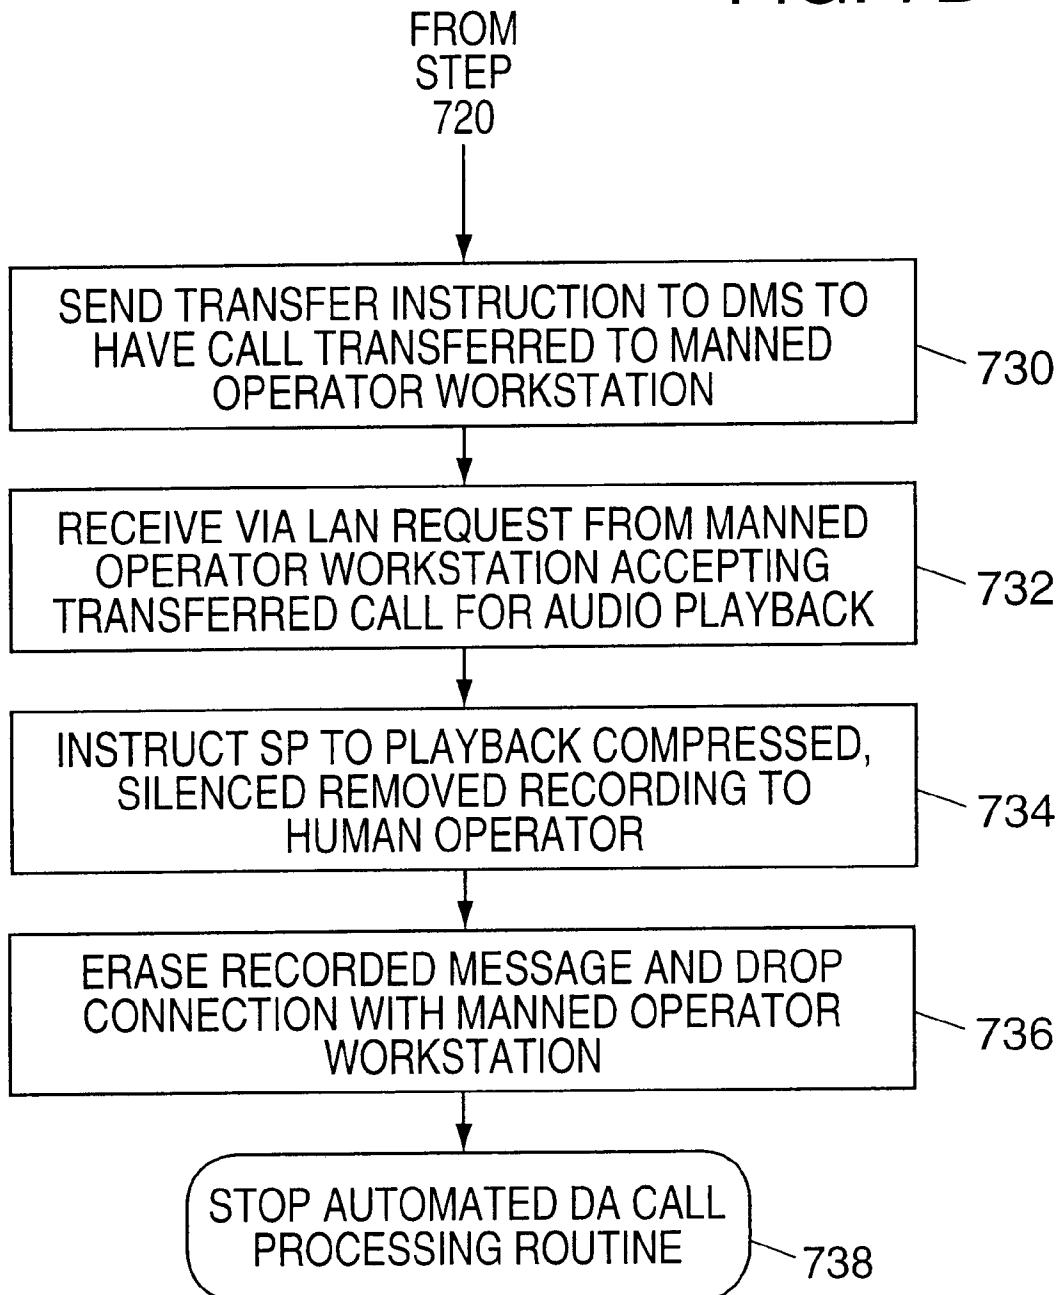 FROM
STEP
720
SEND TRANSFER INSTRUCTION TO DMS TO
HAVE CALL TRANSFERRED TO MANNED
OPERATOR WORKSTATION
730
RECEIVE VIA LAN REQUEST FROM MANNED
OPERATOR WORKSTATION ACCEPTING
TRANSFERRED CALL FOR AUDIO PLAYBACK
732
INSTRUCT SP TO PLAYBACK COMPRESSED,
SILENCED REMOVED RECORDING TO
HUMAN OPERATOR
734
ERASE RECORDED MESSAGE AND DROP
CONNECTION WITH MANNED OPERATOR
WORKSTATION
736
STOP AUTOMATED DA CALL
PROCESSING ROUTINE
738